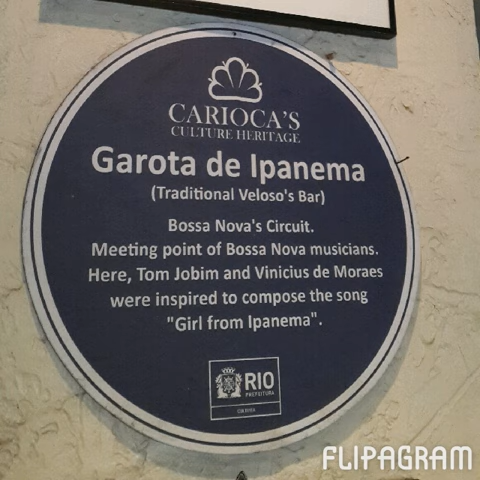 CARIOCA'S
CULTURE HERITAGE
Garota de Ipanema
(Traditional Veloso's Bar)
Bossa Nova's Circuit.
Meeting point of Bossa Nova musicians.
Here, Tom Jobim and Vinicius de Moraes
were inspired to compose the song
"Girl from Ipanema".
RIO
PREFEITURA
CULTURA
FLIPAGRAM